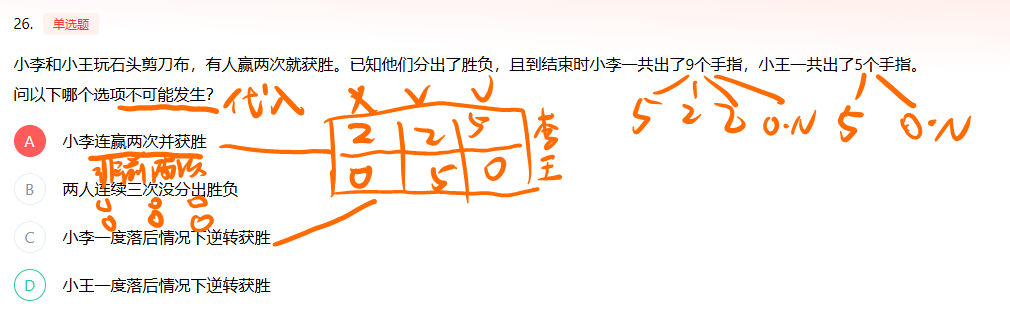 26. 单选题
小李和小王玩石头剪刀布，有人赢两次就获胜。已知他们分出了胜负，且到结束时小李一共出了9个手指，小王一共出了5个手指。
问以下哪个选项不可能发生？
代入
5 2 2 0·N 5 0·N
X V V
2 2 5 李
0 5 0 王
A 小李连赢两次并获胜
B 两人连续三次没分出胜负
0 0 0
0 0 0
C 小李一度落后情况下逆转获胜
D 小王一度落后情况下逆转获胜